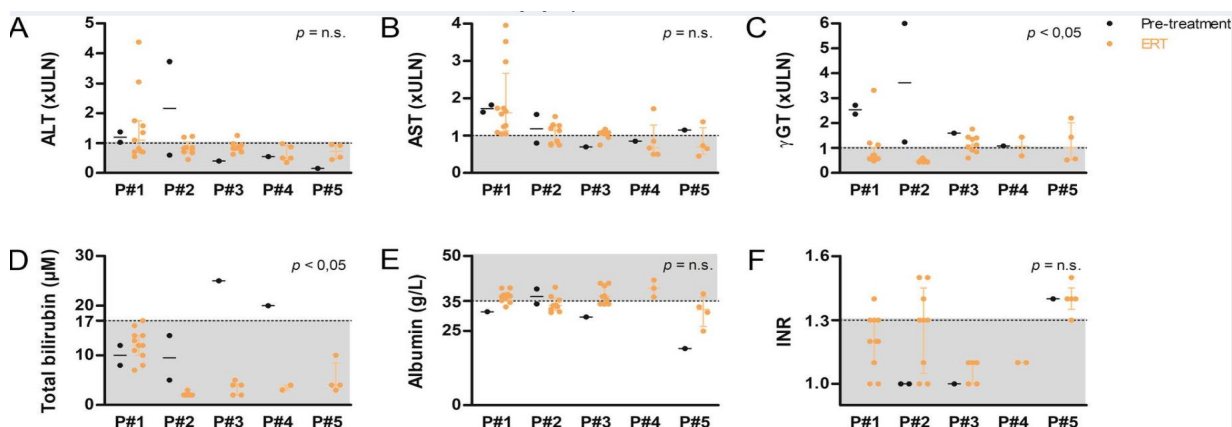 A
ALT (xULN)
5
4
3
2
1
0
p = n.s.
P#1 P#2 P#3 P#4 P#5
B
AST (xULN)
4
3
2
1
0
p = n.s.
P#1 P#2 P#3 P#4 P#5
C
γGT (xULN)
6
5
4
3
2
1
0
p < 0,05
P#1 P#2 P#3 P#4 P#5
Pre-treatment
ERT
D
Total bilirubin (µM)
30
20
17
10
0
p < 0,05
P#1 P#2 P#3 P#4 P#5
E
Albumin (g/L)
50
35
25
0
p = n.s.
P#1 P#2 P#3 P#4 P#5
F
INR
1.6
1.3
1.0
p = n.s.
P#1 P#2 P#3 P#4 P#5